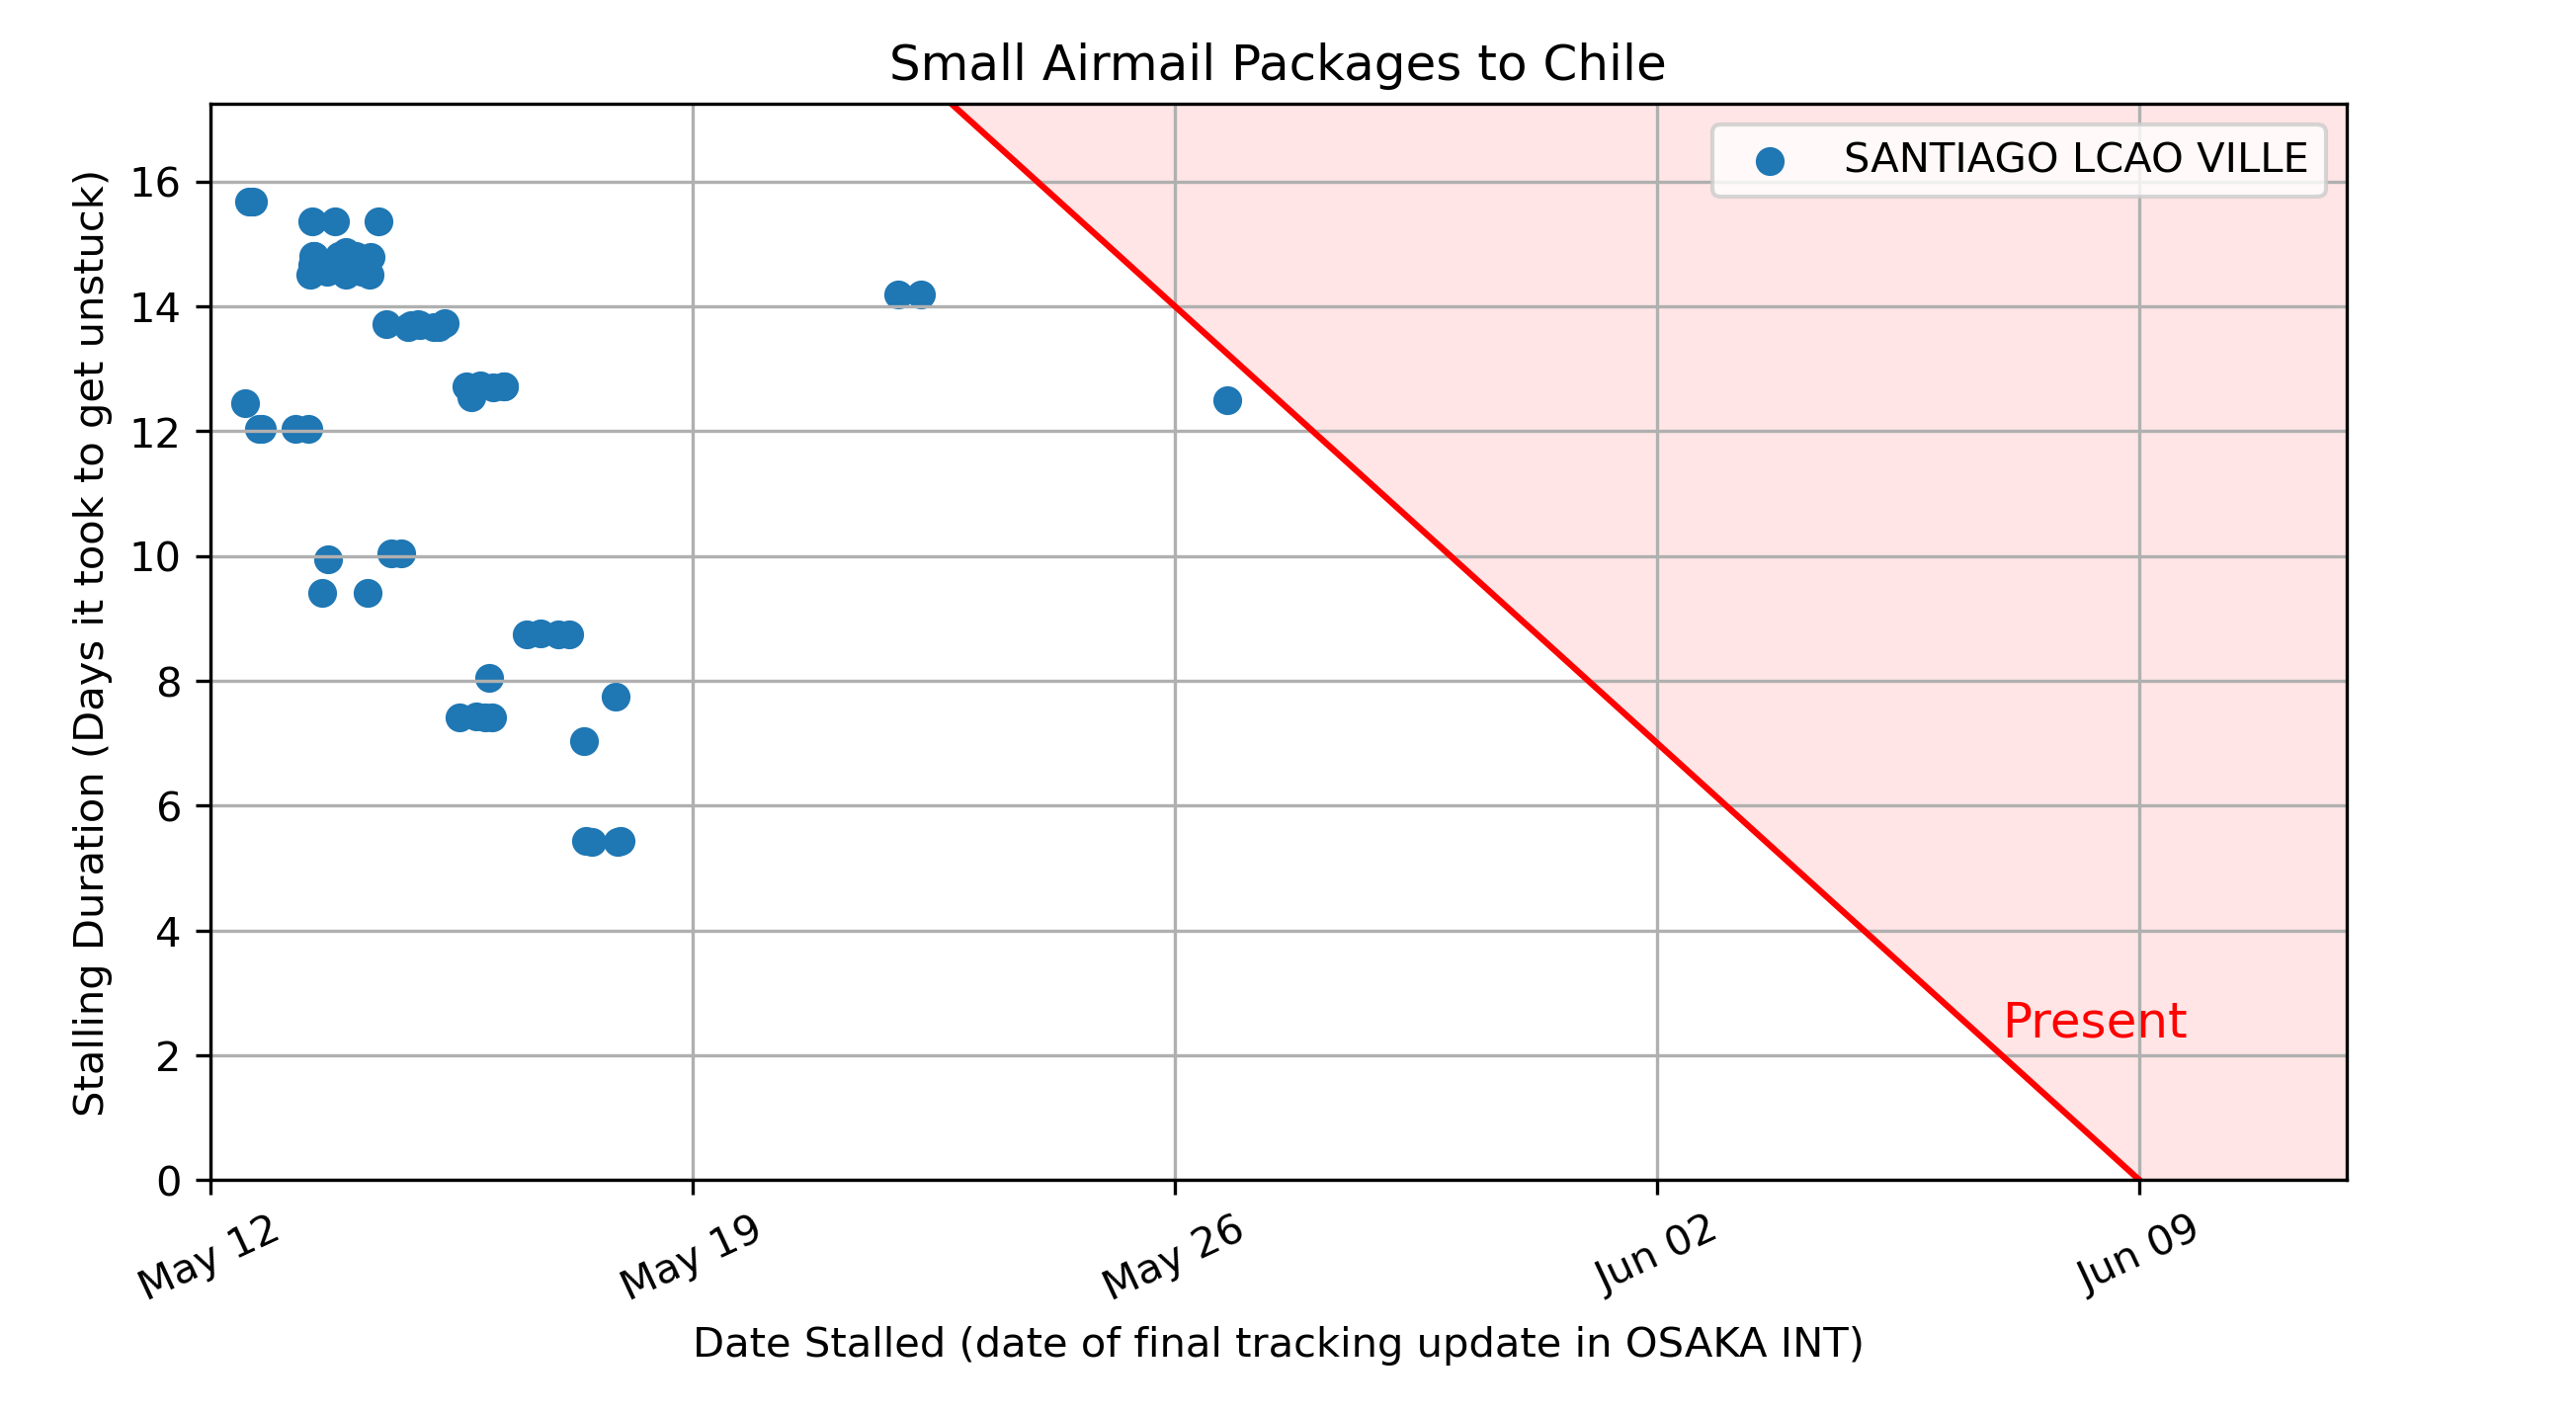 Small Airmail Packages to Chile
SANTIAGO LCAO VILLE
Stalling Duration (Days it took to get unstuck)
16
14
12
10
8
6
4
2
0
Present
May 12
May 19
May 26
Jun 02
Jun 09
Date Stalled (date of final tracking update in OSAKA INT)